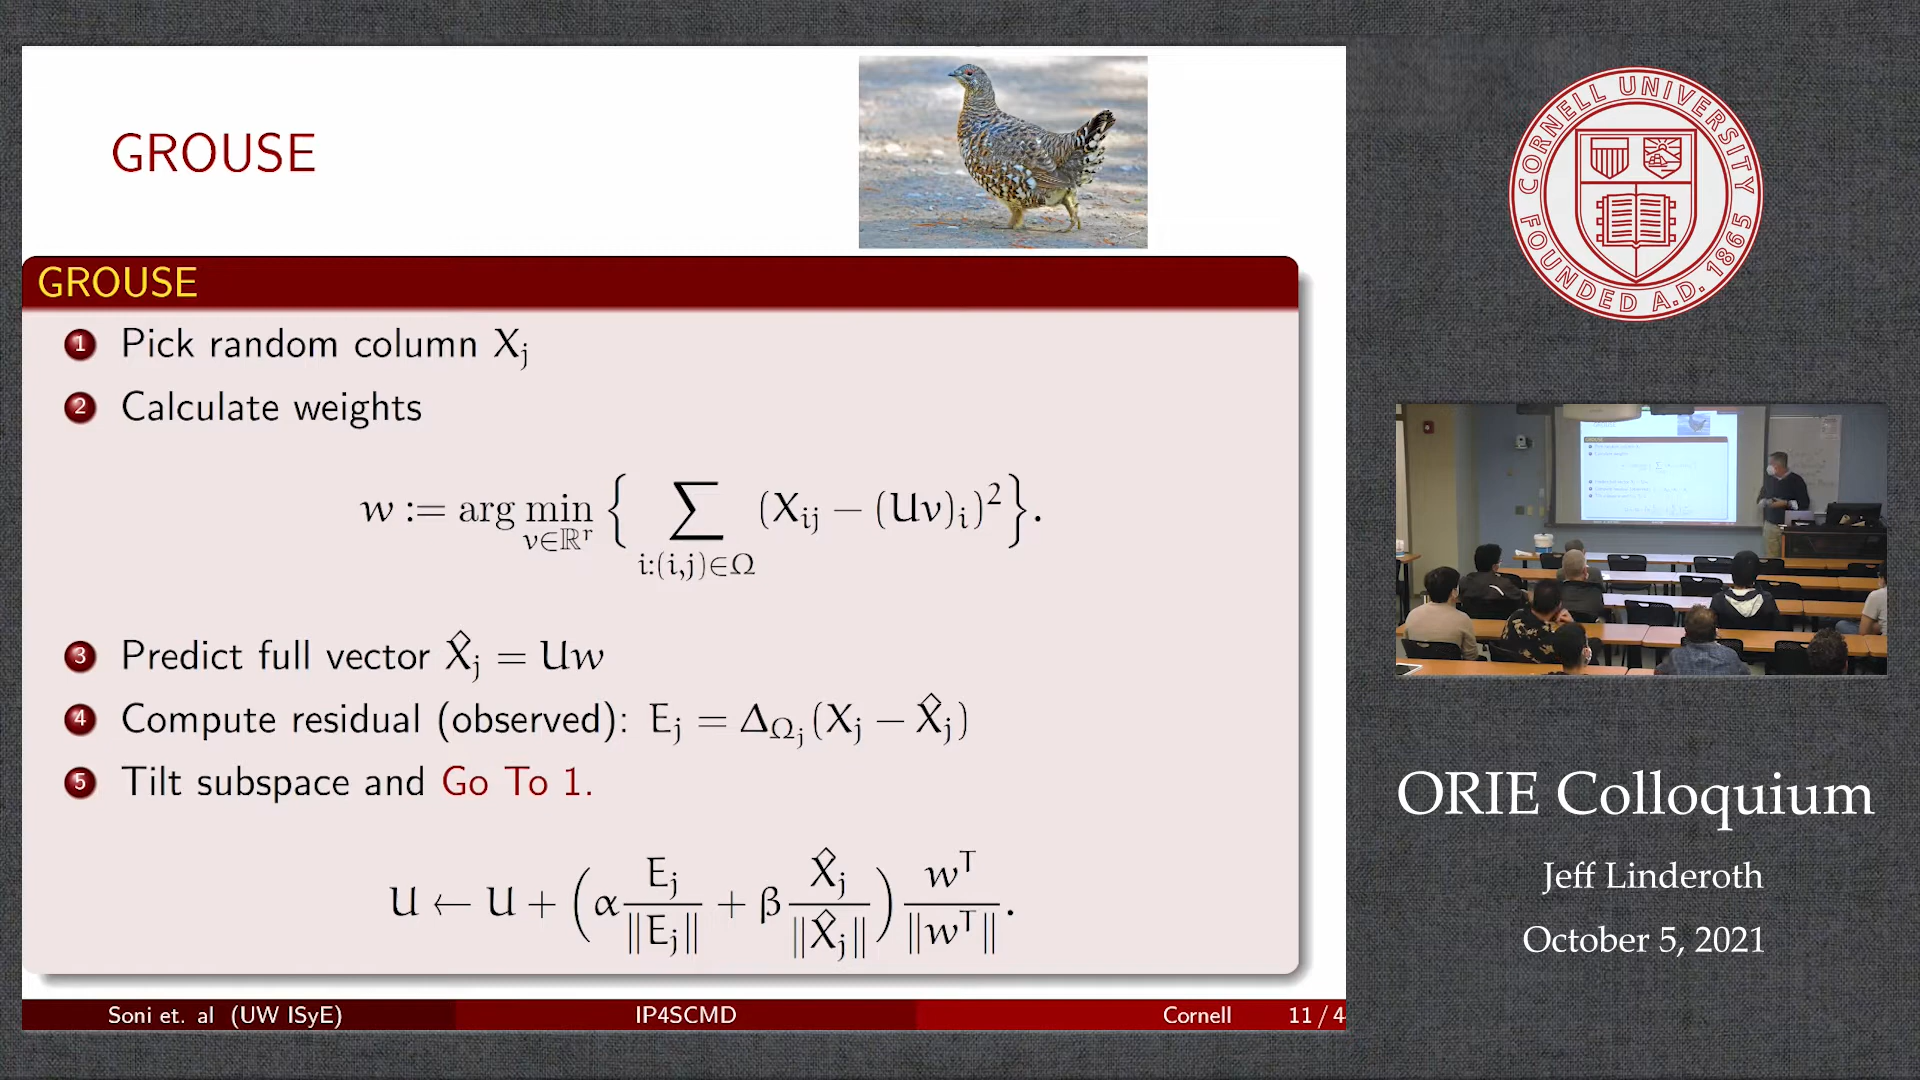 GROUSE
GROUSE
1 Pick random column X_j
2 Calculate weights
w := arg min_{v∈ℝ^r} { ∑_{i:(i,j)∈Ω} (X_{ij} − (Uv)_i)^2 }.
3 Predict full vector X̂_j = Uw
4 Compute residual (observed): E_j = Δ_{Ω_j}(X_j − X̂_j)
5 Tilt subspace and Go To 1.
U ← U + (α E_j/‖E_j‖ + β X̂_j/‖X̂_j‖) w^T/‖w^T‖.
Soni et. al (UW ISyE) IP4SCMD Cornell 11 / 4
CORNELL UNIVERSITY
FOUNDED A.D. 1865
ORIE Colloquium
Jeff Linderoth
October 5, 2021